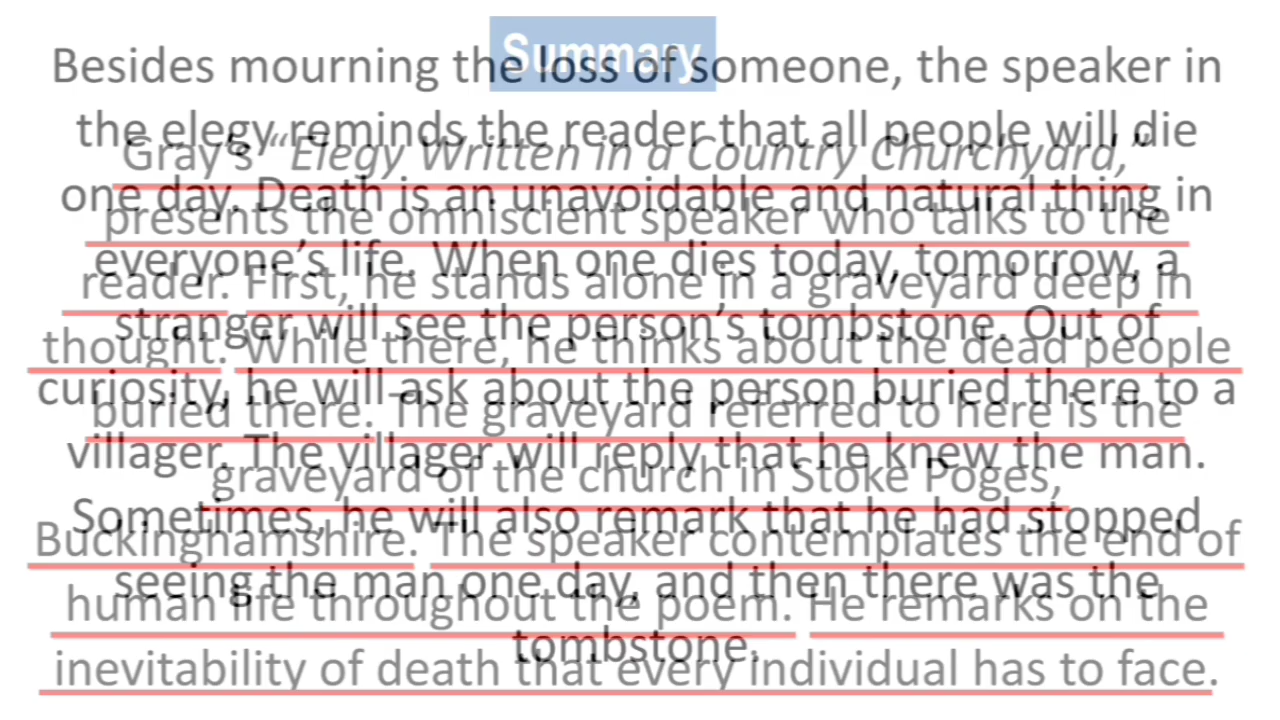 Summary
Gray's “Elegy Written in a Country Churchyard,”
presents the omniscient speaker who talks to the
reader. First, he stands alone in a graveyard deep in
thought. While there, he thinks about the dead people
buried there. The graveyard referred to here is the
graveyard of the church in Stoke Poges,
Buckinghamshire. The speaker contemplates the end of
human life throughout the poem. He remarks on the
inevitability of death that every individual has to face.
Besides mourning the loss of someone, the speaker in
the elegy reminds the reader that all people will die
one day. Death is an unavoidable and natural thing in
everyone’s life. When one dies today, tomorrow, a
stranger will see the person’s tombstone. Out of
curiosity, he will ask about the person buried there to a
villager. The villager will reply that he knew the man.
Sometimes, he will also remark that he had stopped
seeing the man one day, and then there was the
tombstone.